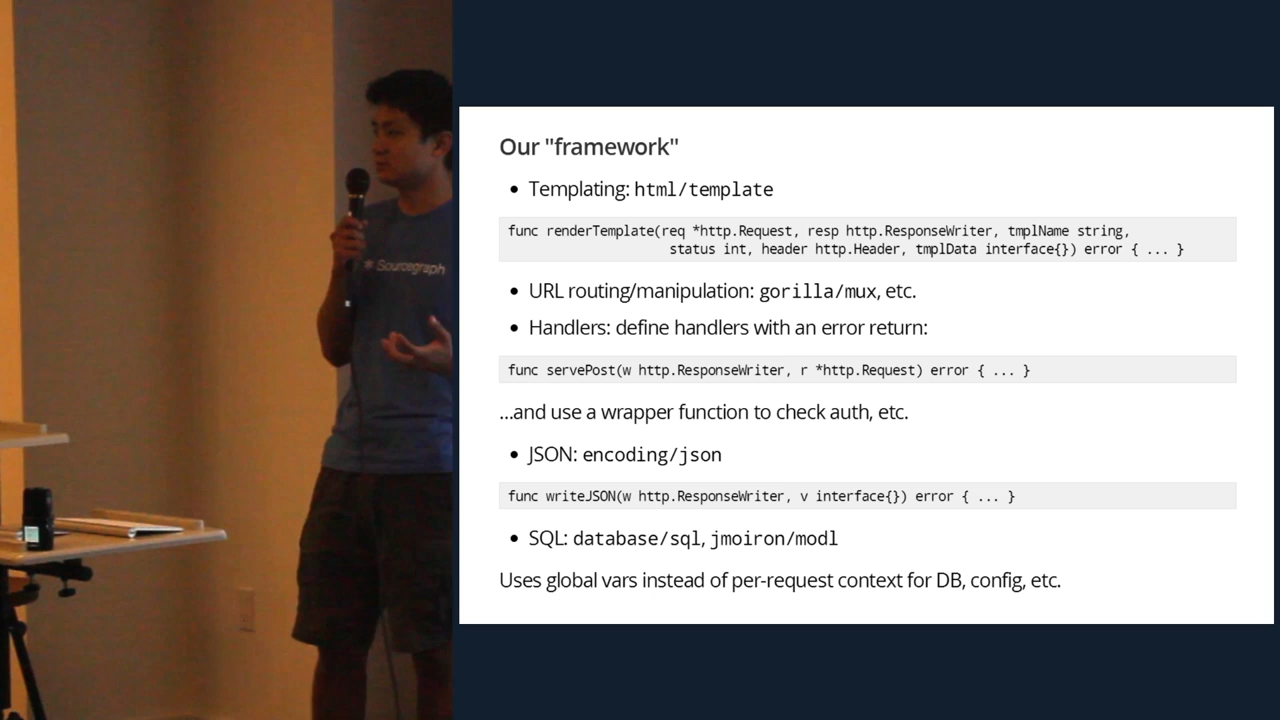 Sourcegraph
Our "framework"
• Templating: html/template
func renderTemplate(req *http.Request, resp http.ResponseWriter, tmplName string,
status int, header http.Header, tmplData interface{}) error { ... }
• URL routing/manipulation: gorilla/mux, etc.
• Handlers: define handlers with an error return:
func servePost(w http.ResponseWriter, r *http.Request) error { ... }
...and use a wrapper function to check auth, etc.
• JSON: encoding/json
func writeJSON(w http.ResponseWriter, v interface{}) error { ... }
• SQL: database/sql, jmoiron/modl
Uses global vars instead of per-request context for DB, config, etc.